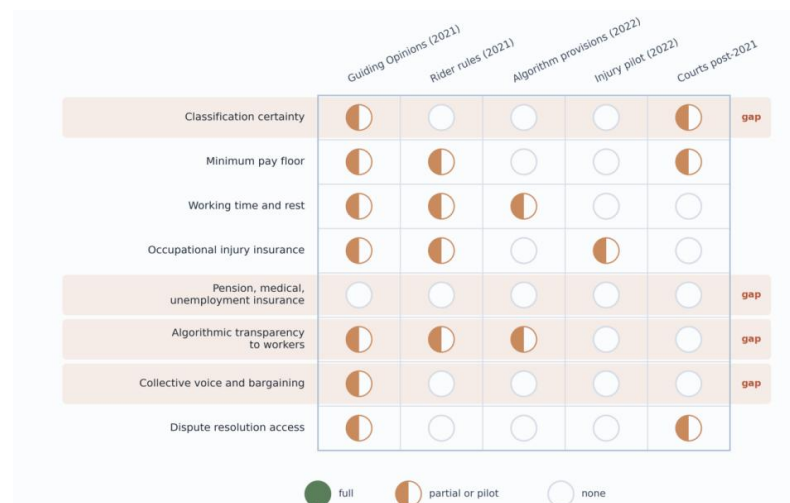 Guiding Opinions (2021)
Rider rules (2021)
Algorithm provisions (2022)
Injury pilot (2022)
Courts post-2021
Classification certainty
gap
Minimum pay floor
Working time and rest
Occupational injury insurance
Pension, medical,
unemployment insurance
gap
Algorithmic transparency
to workers
gap
Collective voice and bargaining
gap
Dispute resolution access
full
partial or pilot
none